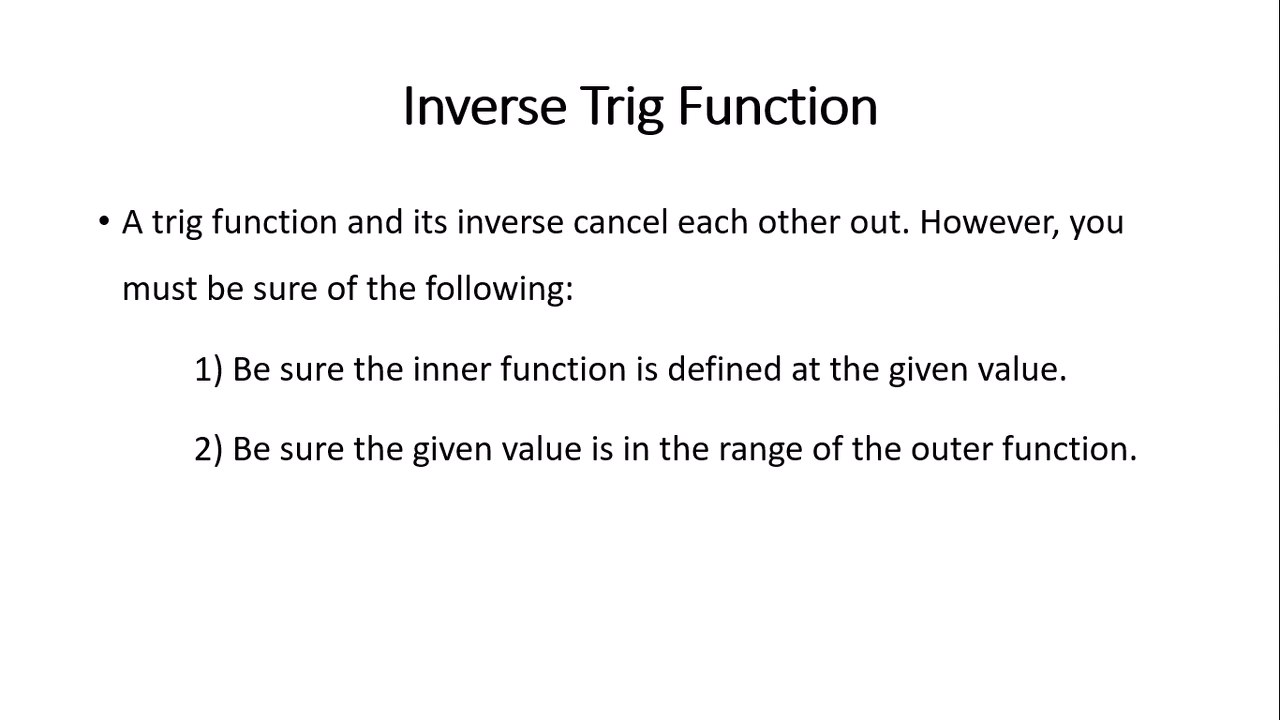 Inverse Trig Function
• A trig function and its inverse cancel each other out. However, you
must be sure of the following:
1) Be sure the inner function is defined at the given value.
2) Be sure the given value is in the range of the outer function.